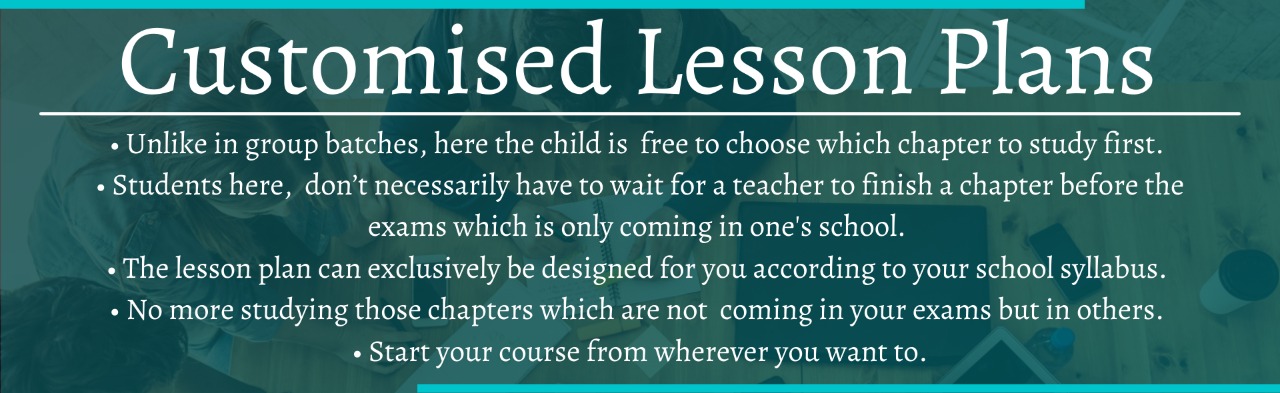 Customised Lesson Plans
• Unlike in group batches, here the child is  free to choose which chapter to study first.
• Students here,  don’t necessarily have to wait for a teacher to finish a chapter before the
exams which is only coming in one's school.
• The lesson plan can exclusively be designed for you according to your school syllabus.
• No more studying those chapters which are not  coming in your exams but in others.
• Start your course from wherever you want to.